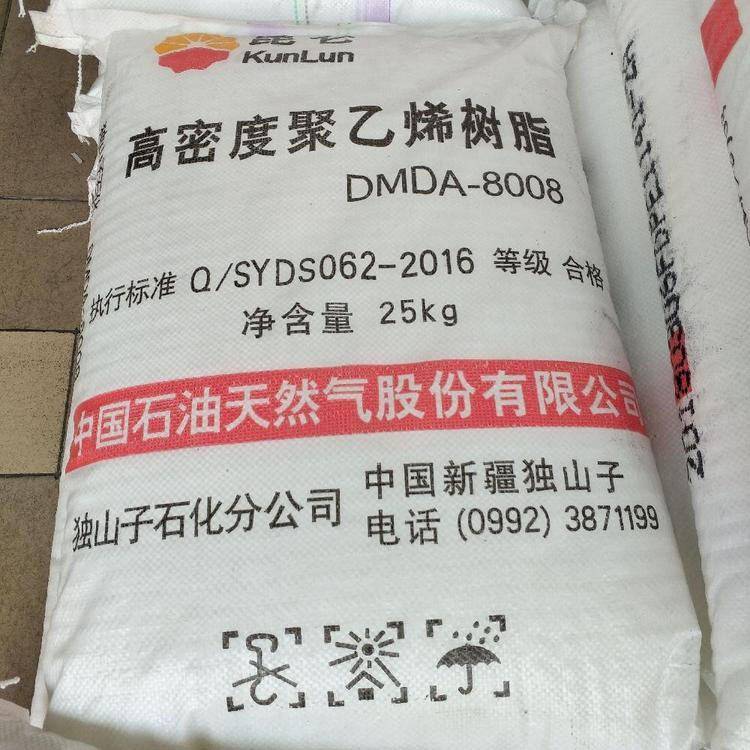 昆仑
KunLun
高密度聚乙烯树脂
DMDA-8008
执行标准 Q/SYDS062-2016 等级 合格
净含量 25kg
中国石油天然气股份有限公司
独山子石化分公司
中国新疆独山子
电话 (0992) 3871199